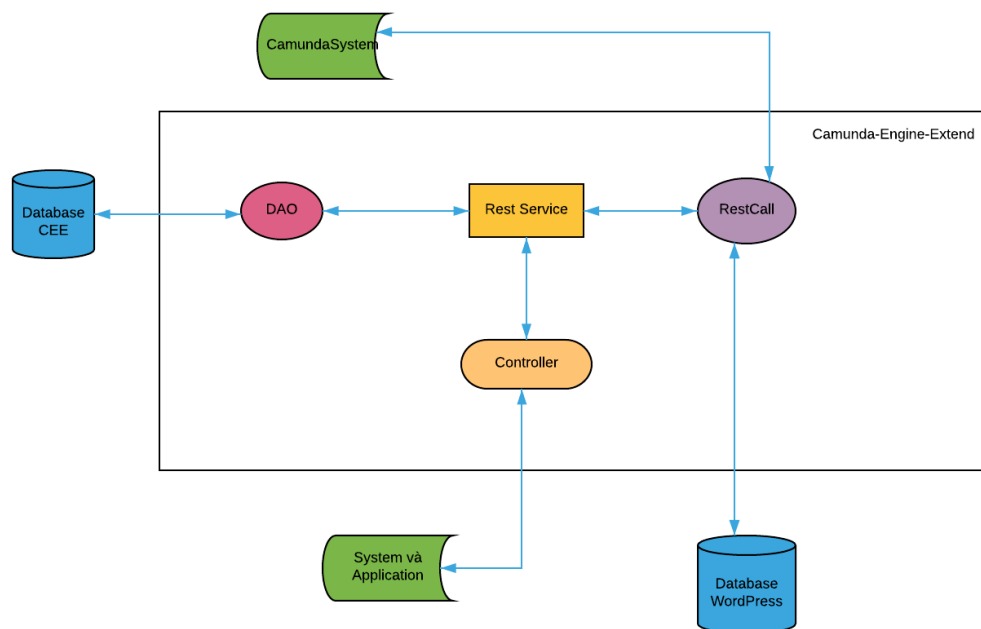 CamundaSystem
Camunda-Engine-Extend
Database
CEE
DAO
Rest Service
RestCall
Controller
System và
Application
Database
WordPress